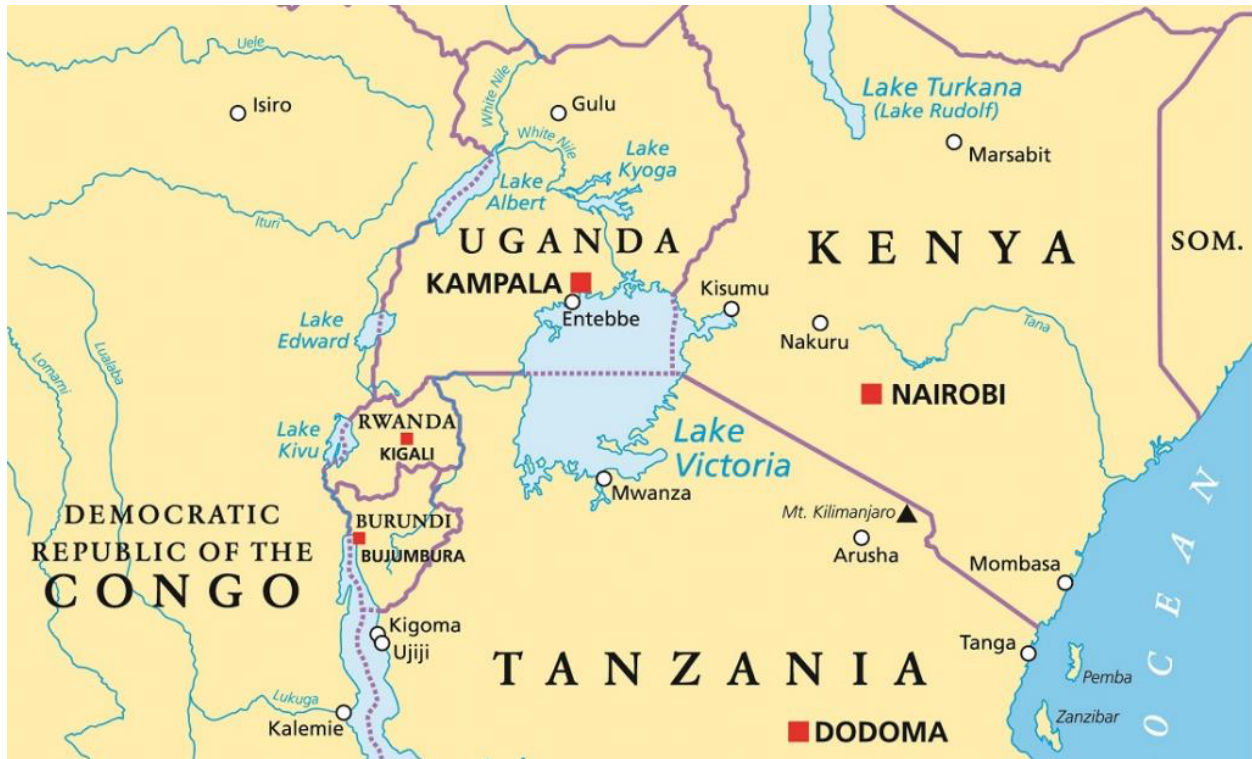 Uele
Isiro
White Nile
Gulu
White Nile
Lake Turkana
(Lake Rudolf)
Marsabit
Lake
Kyoga
Lake
Albert
Ituri
UGANDA
KENYA
SOM.
KAMPALA
Entebbe
Kisumu
Nakuru
Tana
Lake
Edward
Lomami
Lualaba
NAIROBI
RWANDA
KIGALI
Lake
Kivu
Lake
Victoria
Mwanza
Mt. Kilimanjaro
Arusha
Mombasa
DEMOCRATIC
REPUBLIC OF THE
CONGO
BURUNDI
BUJUMBURA
OCEAN
Kigoma
Ujiji
Tanga
Pemba
Zanzibar
TANZANIA
Lukuga
Kalemie
DODOMA